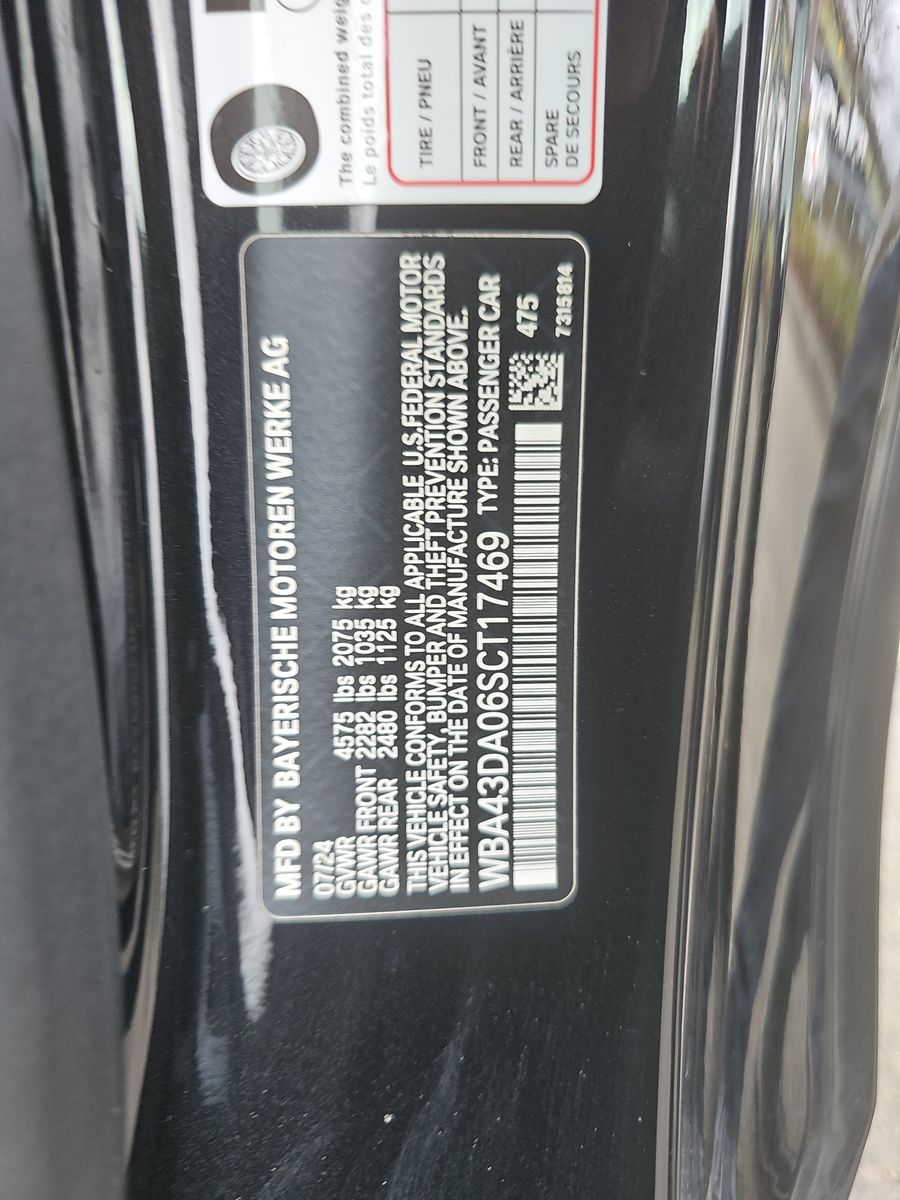 The combined
Le poids total des
TIRE / PNEU
FRONT / AVANT
REAR / ARRIÈRE
SPARE
DE SECOURS
MFD BY BAYERISCHE MOTOREN WERKE AG
07/24
GVWR 4575 lbs 2075 kg
GAWR FRONT 2282 lbs 1035 kg
GAWR REAR 2480 lbs 1125 kg
THIS VEHICLE CONFORMS TO ALL APPLICABLE U.S.FEDERAL MOTOR
VEHICLE SAFETY, BUMPER AND THEFT PREVENTION STANDARDS
IN EFFECT ON THE DATE OF MANUFACTURE SHOWN ABOVE.
WBA43DA06SCT17469 TYPE: PASSENGER CAR
475
7315814